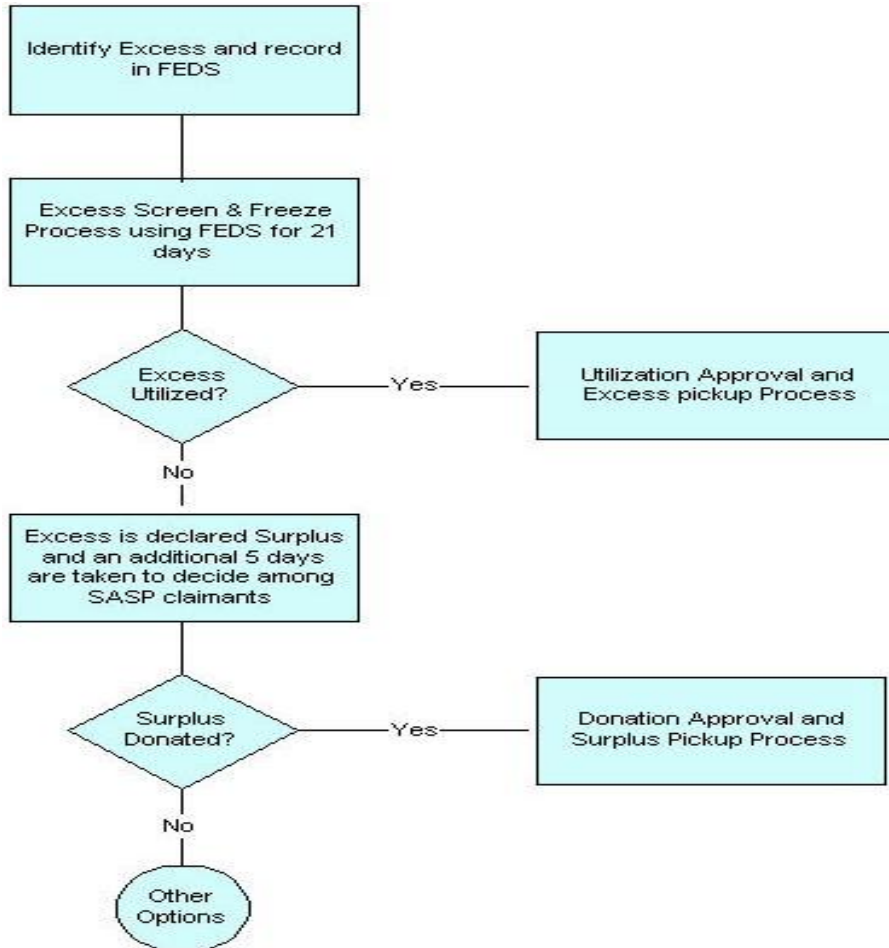 Identify Excess and record
in FEDS
Excess Screen & Freeze
Process using FEDS for 21
days
Excess
Utilized?
Yes
Utilization Approval and
Excess pickup Process
No
Excess is declared Surplus
and an additional 5 days
are taken to decide among
SASP claimants
Surplus
Donated?
Yes
Donation Approval and
Surplus Pickup Process
No
Other
Options